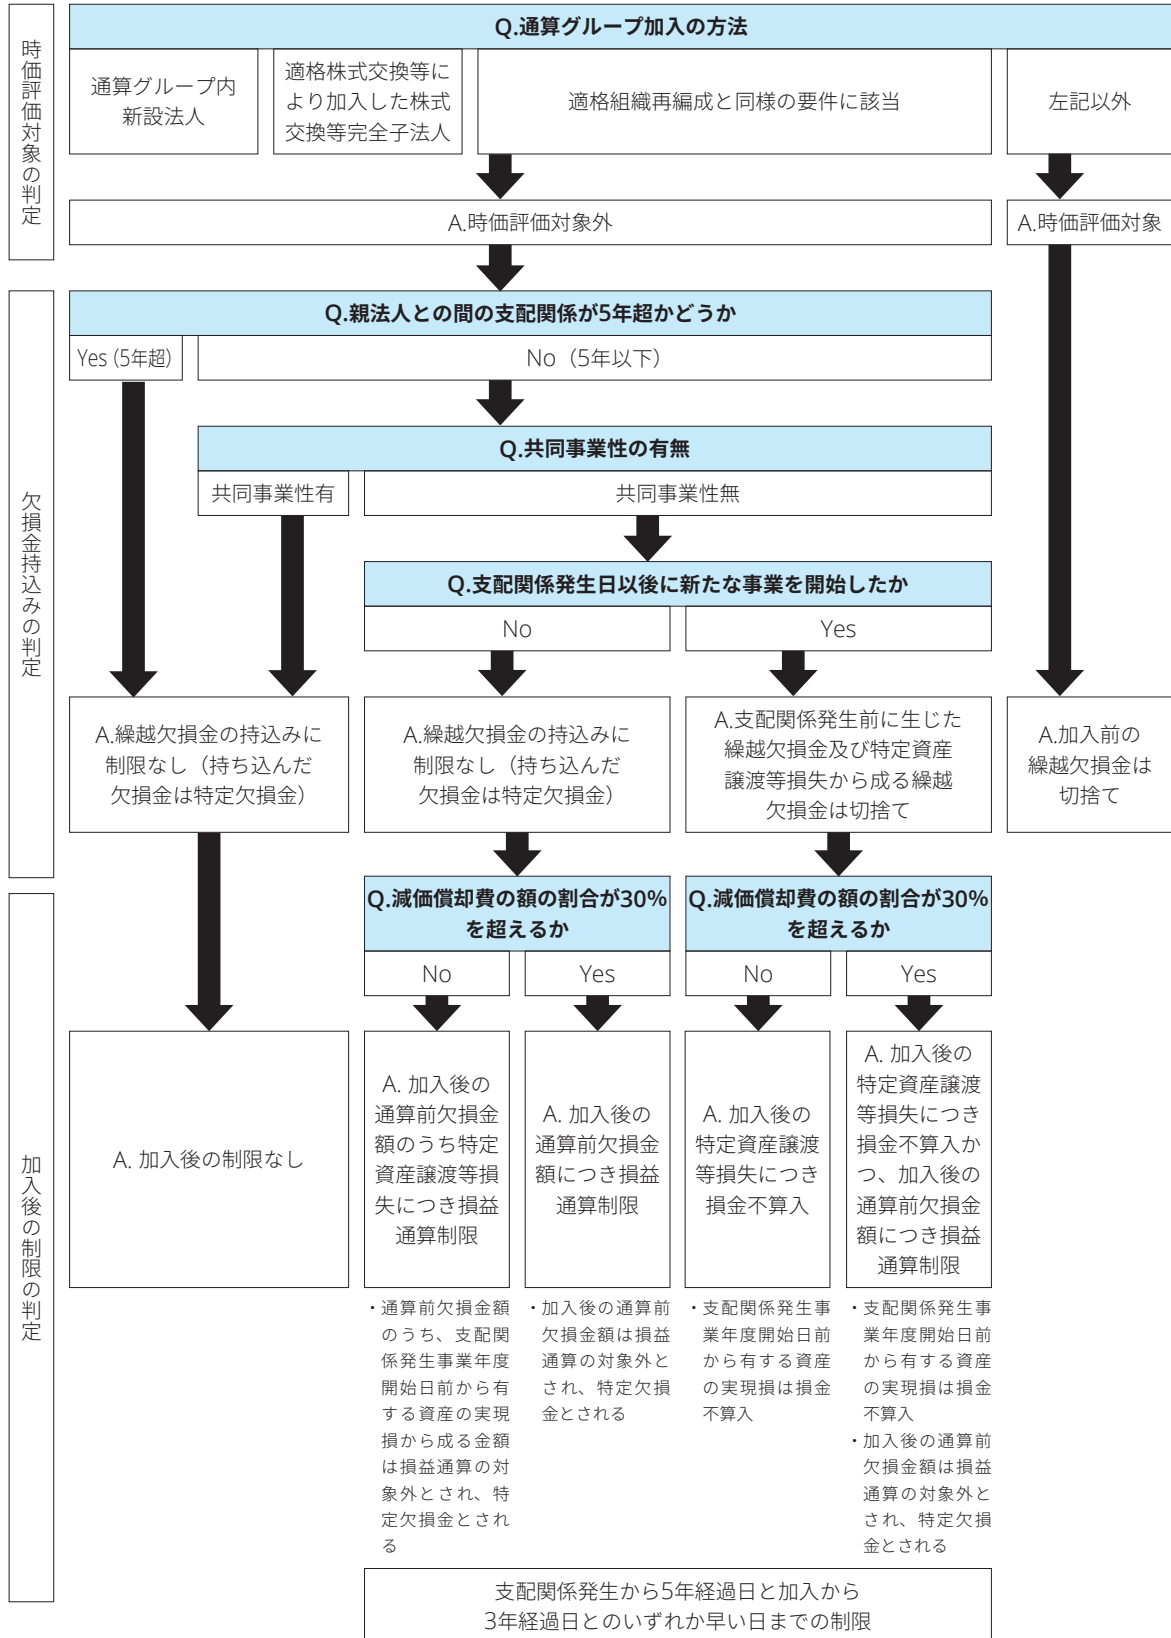 時価評価対象の判定
Q.通算グループ加入の方法
通算グループ内
新設法人
適格株式交換等に
より加入した株式
交換等完全子法人
適格組織再編成と同様の要件に該当
左記以外
A.時価評価対象外
A.時価評価対象
欠損金持込みの判定
Q.親法人との間の支配関係が5年超かどうか
Yes (5年超)
No（5年以下）
Q.共同事業性の有無
共同事業性有
共同事業性無
Q.支配関係発生日以後に新たな事業を開始したか
No
Yes
A.繰越欠損金の持込みに
制限なし（持ち込んだ
欠損金は特定欠損金）
A.繰越欠損金の持込みに
制限なし（持ち込んだ
欠損金は特定欠損金）
A.支配関係発生前に生じた
繰越欠損金及び特定資産
譲渡等損失から成る繰越
欠損金は切捨て
A.加入前の
繰越欠損金は
切捨て
加入後の制限の判定
Q.減価償却費の額の割合が30%
を超えるか
Q.減価償却費の額の割合が30%
を超えるか
No
Yes
No
Yes
A. 加入後の制限なし
A. 加入後の
通算前欠損金
額のうち特定
資産譲渡等損
失につき損益
通算制限
A. 加入後の
通算前欠損金
額につき損益
通算制限
A. 加入後の
特定資産譲渡
等損失につき
損金不算入
A. 加入後の
特定資産譲渡
等損失につき
損金不算入か
つ、加入後の
通算前欠損金
額につき損益
通算制限
・通算前欠損金額
のうち、支配関
係発生事業年度
開始日前から有
する資産の実現
損から成る金額
は損益通算の対
象外とされ、特
定欠損金とされ
る
・加入後の通算前
欠損金額は損益
通算の対象外と
され、特定欠損
金とされる
・支配関係発生事
業年度開始日前
から有する資産
の実現損は損金
不算入
・支配関係発生事
業年度開始日前
から有する資産
の実現損は損金
不算入
・加入後の通算前
欠損金額は損益
通算の対象外と
され、特定欠損
金とされる
支配関係発生から5年経過日と加入から
3年経過日とのいずれか早い日までの制限